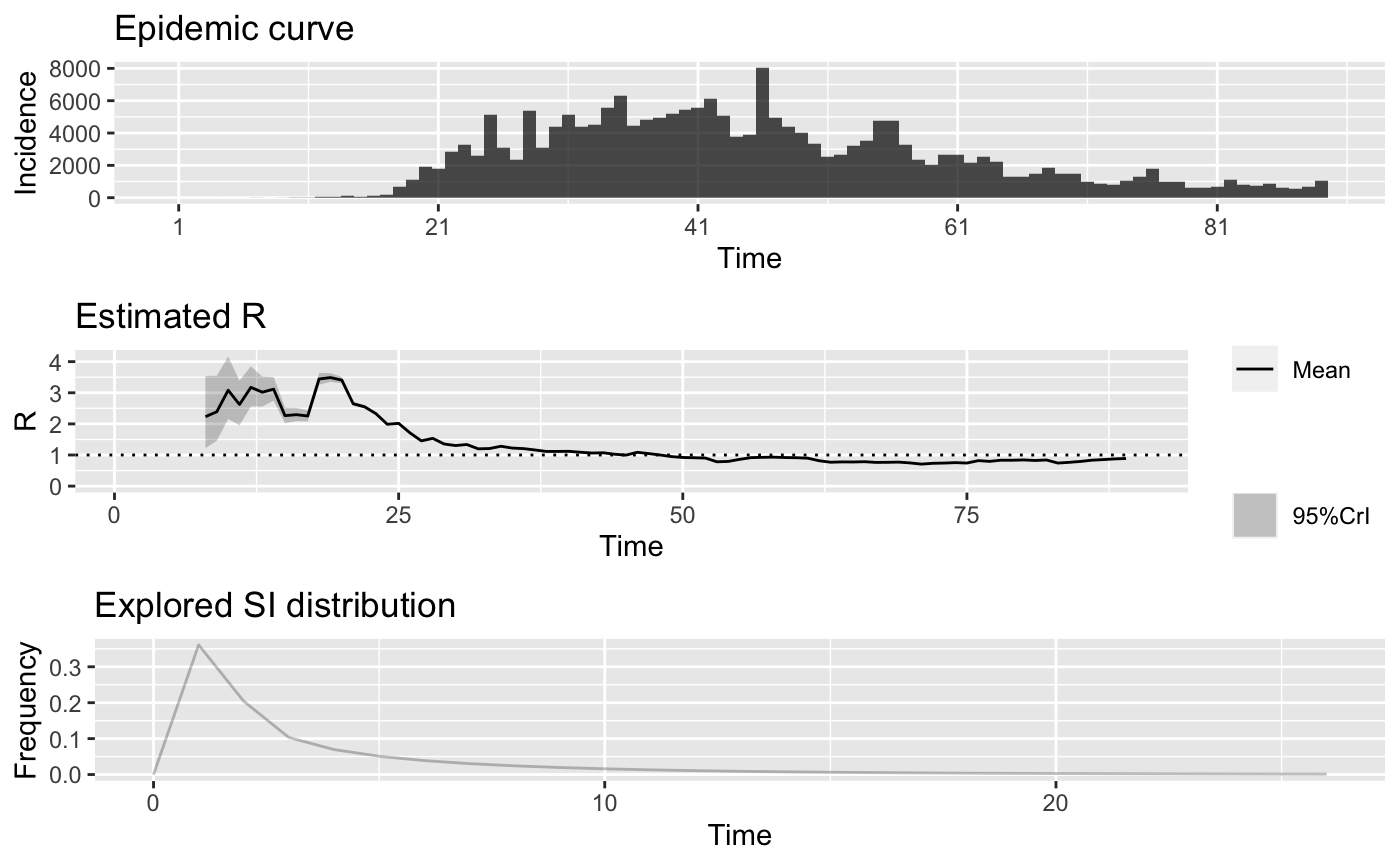 Epidemic curve
Incidence
8000
6000
4000
2000
0
1 21 41 61 81
Time
Estimated R
R
4
3
2
1
0
0 25 50 75
Time
Mean
95%CrI
Explored SI distribution
Frequency
0.3
0.2
0.1
0.0
0 10 20
Time